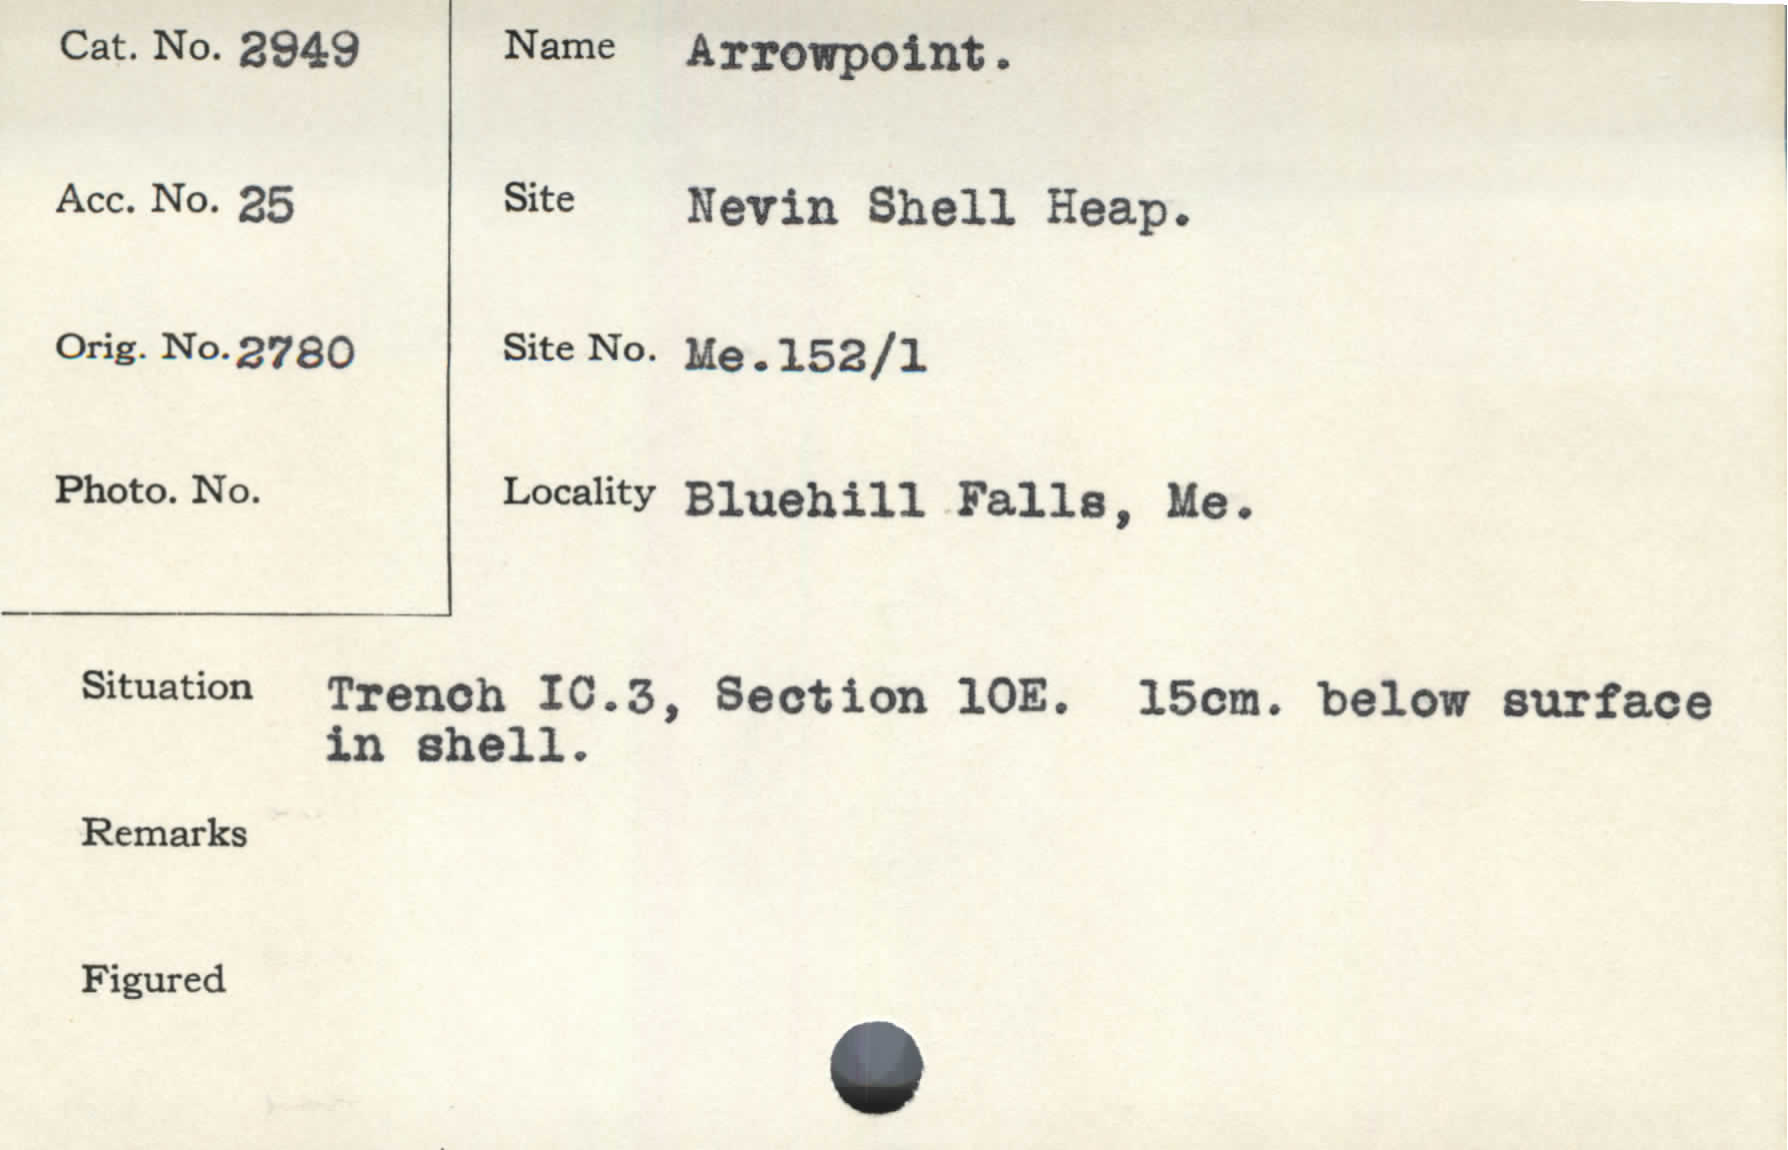 Cat. No. 2949
Name Arrowpoint.
Acc. No. 25
Site Nevin Shell Heap.
Orig. No. 2780
Site No. Me.152/1
Photo. No.
Locality Bluehill Falls, Me.
Situation Trench IC.3, Section 10E. 15cm. below surface
in shell.
Remarks
Figured